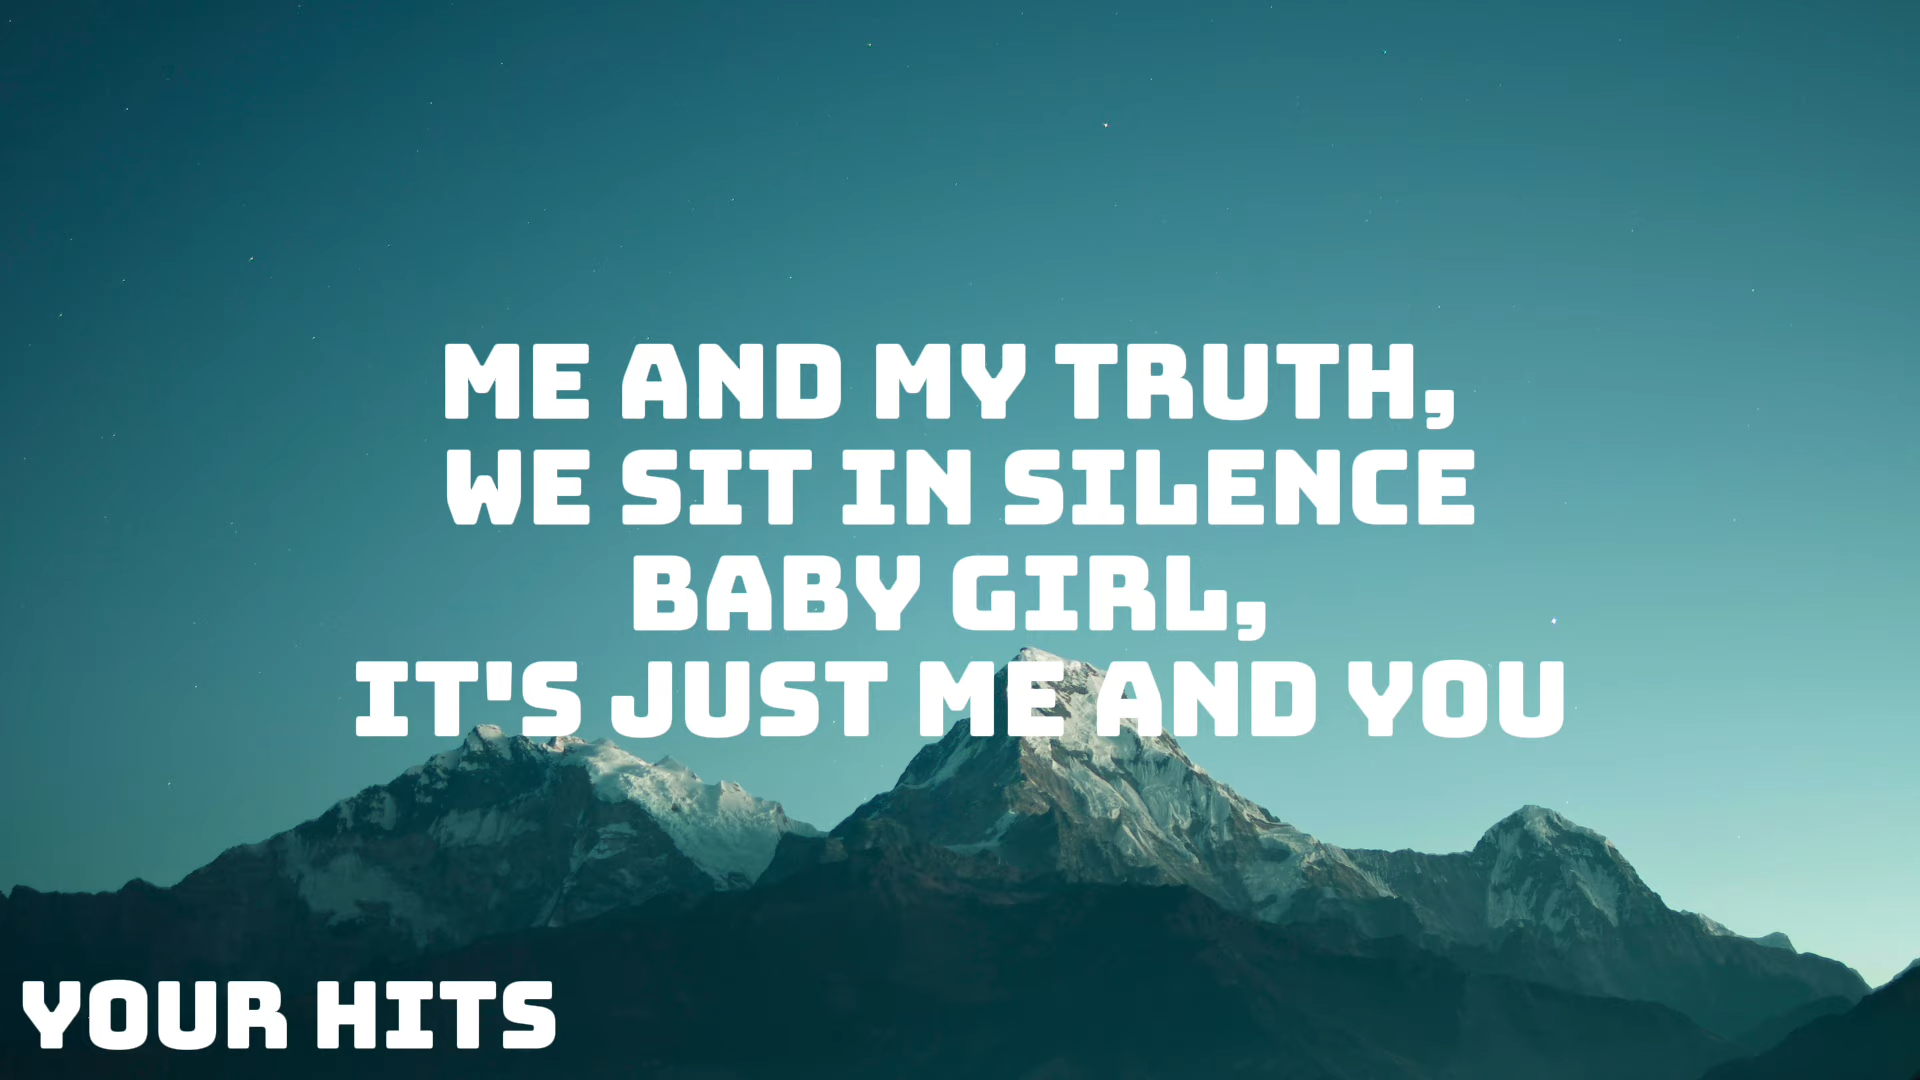 ME AND MY TRUTH,
WE SIT IN SILENCE
BABY GIRL,
IT'S JUST ME AND YOU
YOUR HITS